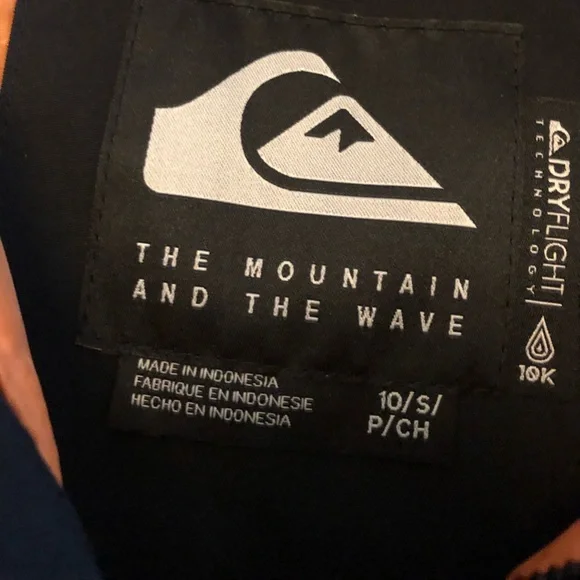 THE MOUNTAIN
AND THE WAVE
MADE IN INDONESIA
FABRIQUE EN INDONESIE
HECHO EN INDONESIA
10/S/
P/CH
DRYFLIGHT
TECHNOLOGY
10K